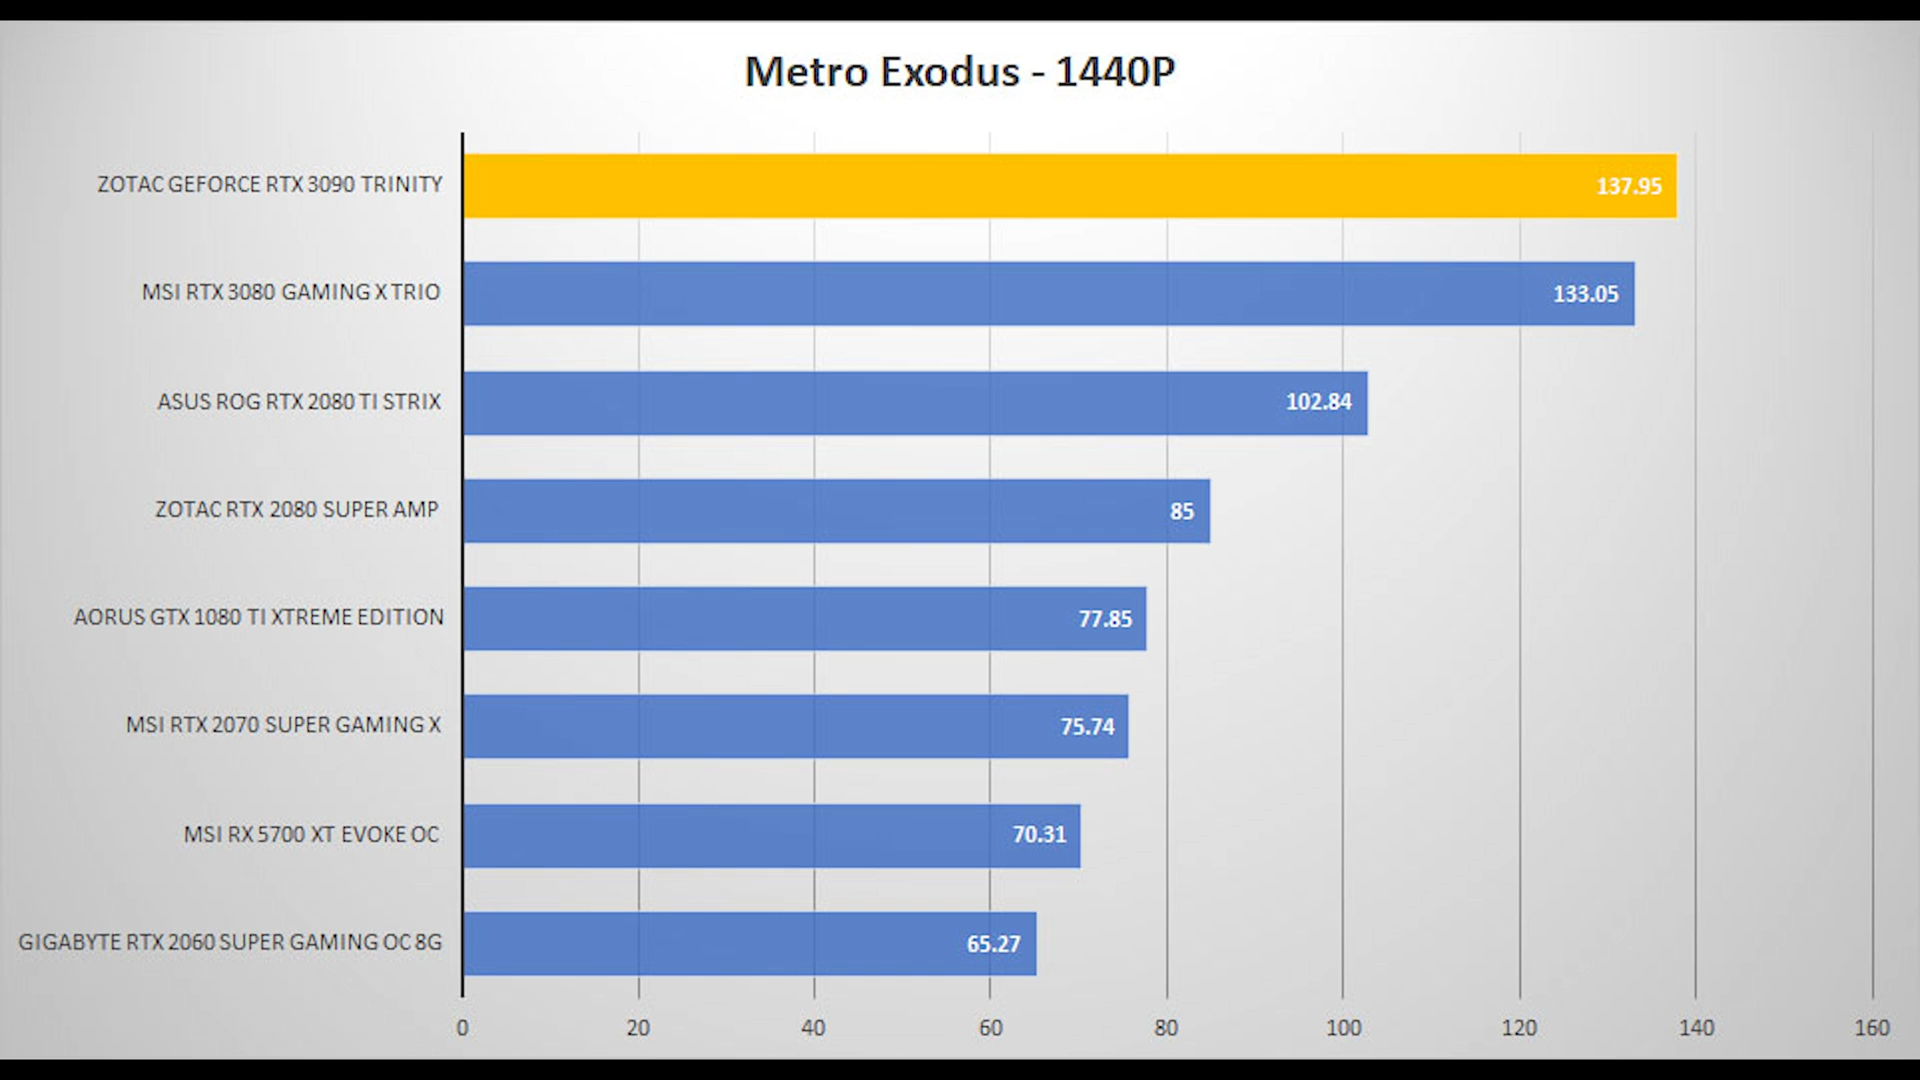 Metro Exodus - 1440P
ZOTAC GEFORCE RTX 3090 TRINITY 137.95
MSI RTX 3080 GAMING X TRIO 133.05
ASUS ROG RTX 2080 TI STRIX 102.84
ZOTAC RTX 2080 SUPER AMP 85
AORUS GTX 1080 TI XTREME EDITION 77.85
MSI RTX 2070 SUPER GAMING X 75.74
MSI RX 5700 XT EVOKE OC 70.31
GIGABYTE RTX 2060 SUPER GAMING OC 8G 65.27
0 20 40 60 80 100 120 140 160